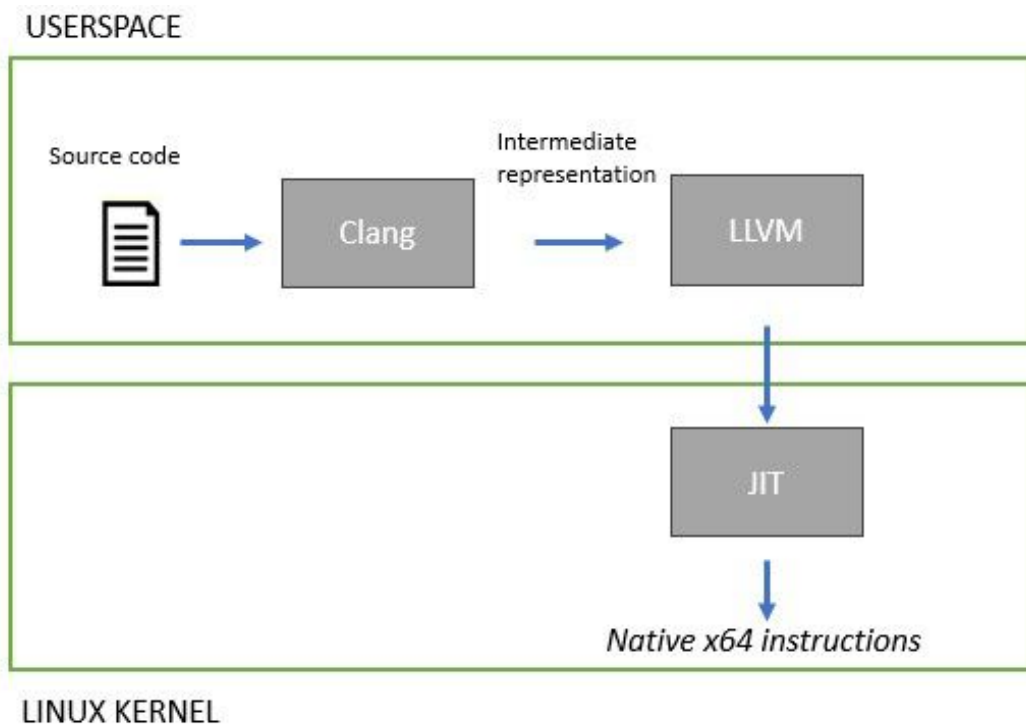 USERSPACE
Source code
Clang
Intermediate
representation
LLVM
JIT
Native x64 instructions
LINUX KERNEL